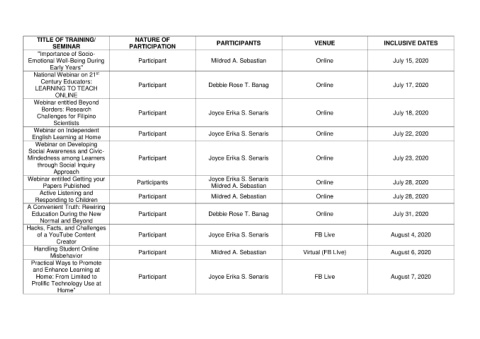 TITLE OF TRAINING/
SEMINAR
NATURE OF
PARTICIPATION
PARTICIPANTS
VENUE
INCLUSIVE DATES
"Importance of Socio-
Emotional Well-Being During
Early Years"
Participant
Mildred A. Sebastian
Online
July 15, 2020
National Webinar on 21st
Century Educators:
LEARNING TO TEACH
ONLINE
Participant
Debbie Rose T. Banag
Online
July 17, 2020
Webinar entitled Beyond
Borders: Research
Challenges for Filipino
Scientists
Participant
Joyce Erika S. Senaris
Online
July 18, 2020
Webinar on Independent
English Learning at Home
Participant
Joyce Erika S. Senaris
Online
July 22, 2020
Webinar on Developing
Social Awareness and Civic-
Mindedness among Learners
through Social Inquiry
Approach
Participant
Joyce Erika S. Senaris
Online
July 23, 2020
Webinar entitled Getting your
Papers Published
Participants
Joyce Erika S. Senaris
Mildred A. Sebastian
Online
July 28, 2020
Active Listening and
Responding to Children
Participant
Mildred A. Sebastian
Online
July 28, 2020
A Convenient Truth: Rewiring
Education During the New
Normal and Beyond
Participant
Debbie Rose T. Banag
Online
July 31, 2020
Hacks, Facts, and Challenges
of a YouTube Content
Creator
Participant
Joyce Erika S. Senaris
FB Live
August 4, 2020
Handling Student Online
Misbehavior
Participant
Mildred A. Sebastian
Virtual (FB Live)
August 6, 2020
Practical Ways to Promote
and Enhance Learning at
Home: From Limited to
Prolific Technology Use at
Home"
Participant
Joyce Erika S. Senaris
FB Live
August 7, 2020